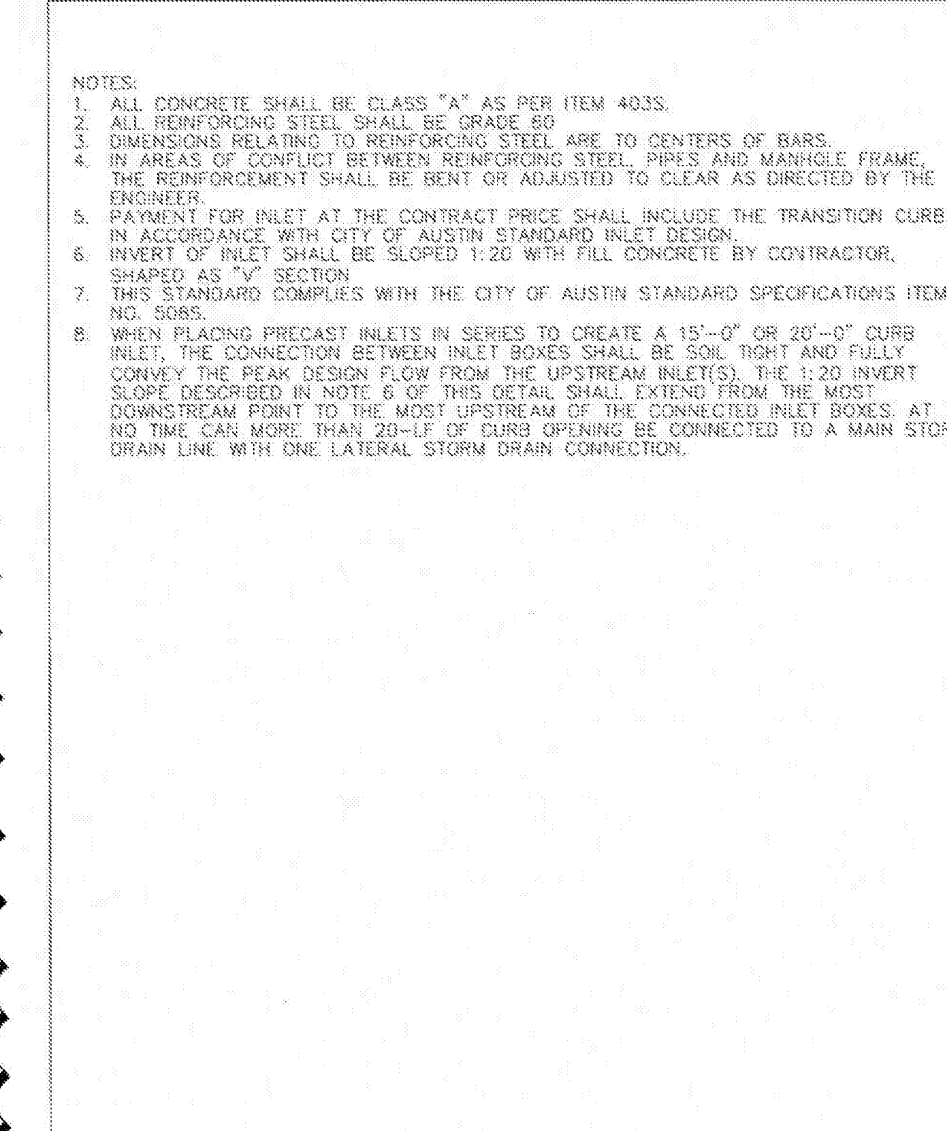 NOTES:
1. ALL CONCRETE SHALL BE CLASS "A" AS PER ITEM 403S.
2. ALL REINFORCING STEEL SHALL BE GRADE 60
3. DIMENSIONS RELATING TO REINFORCING STEEL ARE TO CENTERS OF BARS.
4. IN AREAS OF CONFLICT BETWEEN REINFORCING STEEL, PIPES AND MANHOLE FRAME,
THE REINFORCEMENT SHALL BE BENT OR ADJUSTED TO CLEAR AS DIRECTED BY THE
ENGINEER.
5. PAYMENT FOR INLET AT THE CONTRACT PRICE SHALL INCLUDE THE TRANSITION CURB
IN ACCORDANCE WITH CITY OF AUSTIN STANDARD INLET DESIGN.
6. INVERT OF INLET SHALL BE SLOPED 1:20 WITH FILL CONCRETE BY CONTRACTOR,
SHAPED AS "V" SECTION
7. THIS STANDARD COMPLIES WITH THE CITY OF AUSTIN STANDARD SPECIFICATIONS ITEM
NO. 508S.
8. WHEN PLACING PRECAST INLETS IN SERIES TO CREATE A 15'-0" OR 20'-0" CURB
INLET, THE CONNECTION BETWEEN INLET BOXES SHALL BE SOIL TIGHT AND FULLY
CONVEY THE PEAK DESIGN FLOW FROM THE UPSTREAM INLET(S). THE 1:20 INVERT
SLOPE DESCRIBED IN NOTE 6 OF THIS DETAIL SHALL EXTEND FROM THE MOST
DOWNSTREAM POINT TO THE MOST UPSTREAM OF THE CONNECTED INLET BOXES. AT
NO TIME CAN MORE THAN 20-LF OF CURB OPENING BE CONNECTED TO A MAIN STOR
DRAIN LINE WITH ONE LATERAL STORM DRAIN CONNECTION.